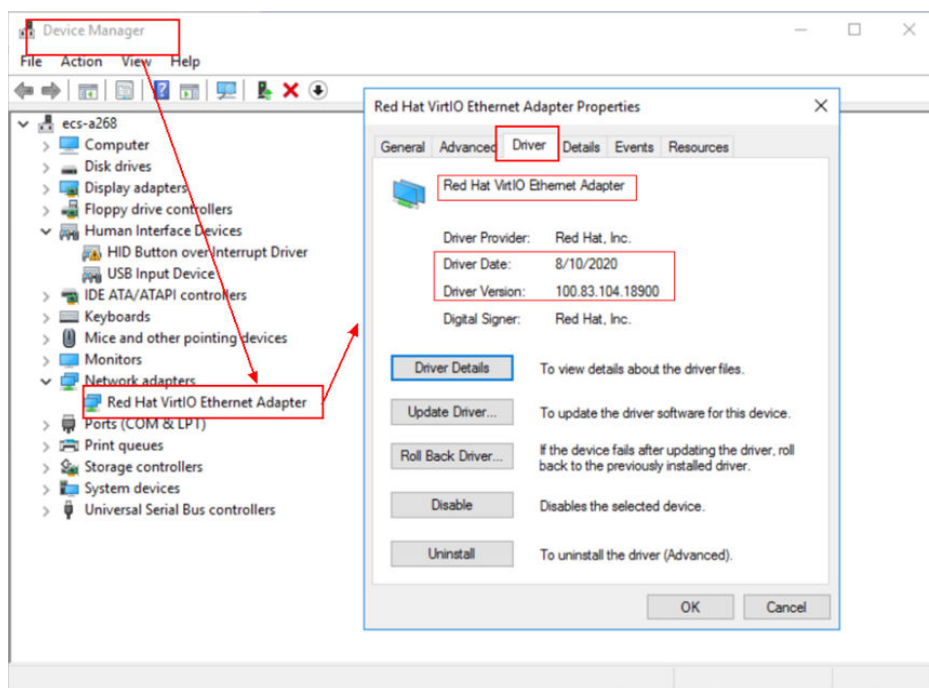 Device Manager
File Action View Help
ecs-a268
Computer
Disk drives
Display adapters
Floppy drive controllers
Human Interface Devices
HID Button over Interrupt Driver
USB Input Device
IDE ATA/ATAPI controllers
Keyboards
Mice and other pointing devices
Monitors
Network adapters
Red Hat VirtIO Ethernet Adapter
Ports (COM & LPT)
Print queues
Storage controllers
System devices
Universal Serial Bus controllers
Red Hat VirtIO Ethernet Adapter Properties
General Advanced Driver Details Events Resources
Red Hat VirtIO Ethernet Adapter
Driver Provider: Red Hat, Inc.
Driver Date: 8/10/2020
Driver Version: 100.83.104.18900
Digital Signer: Red Hat, Inc.
Driver Details To view details about the driver files.
Update Driver... To update the driver software for this device.
Roll Back Driver... If the device fails after updating the driver, roll
back to the previously installed driver.
Disable Disables the selected device.
Uninstall To uninstall the driver (Advanced).
OK Cancel